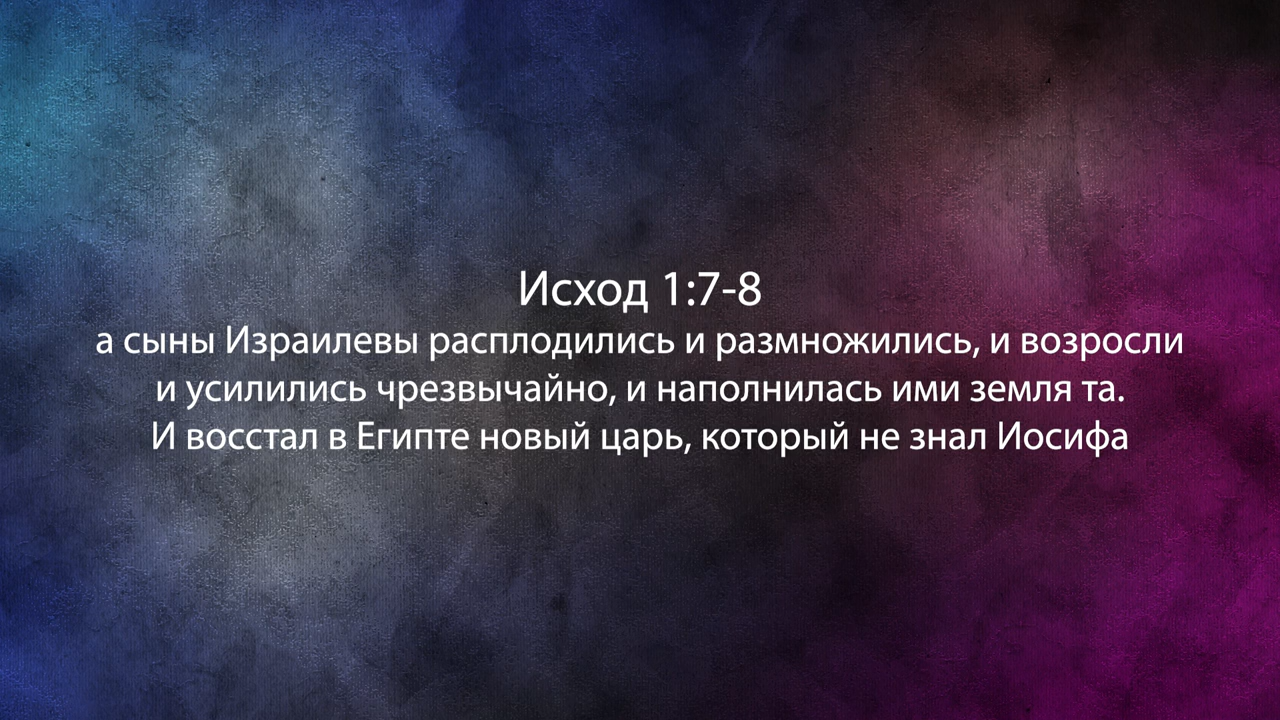 Исход 1:7-8
а сыны Израилевы расплодились и размножились, и возросли
и усилились чрезвычайно, и наполнилась ими земля та.
И восстал в Египте новый царь, который не знал Иосифа